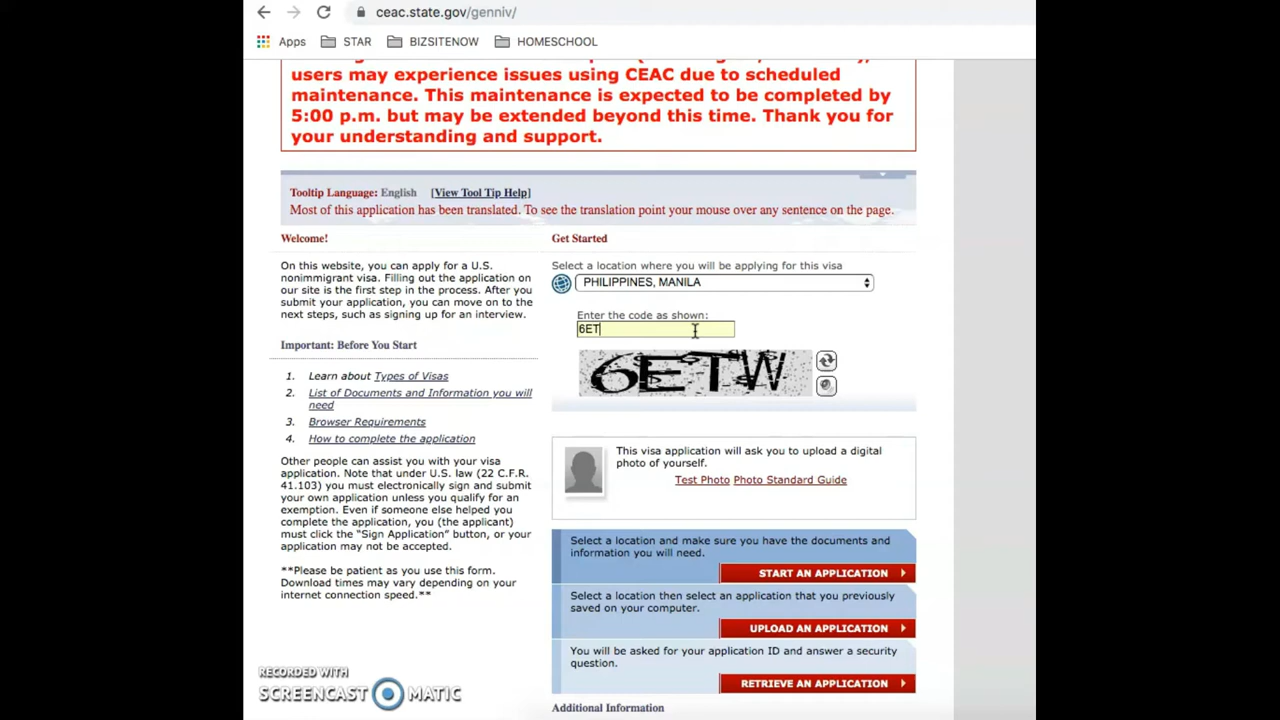 ceac.state.gov/genniv/
Apps STAR BIZSITENOW HOMESCHOOL
users may experience issues using CEAC due to scheduled
maintenance. This maintenance is expected to be completed by
5:00 p.m. but may be extended beyond this time. Thank you for
your understanding and support.
Tooltip Language: English [View Tool Tip Help]
Most of this application has been translated. To see the translation point your mouse over any sentence on the page.
Welcome!
On this website, you can apply for a U.S.
nonimmigrant visa. Filling out the application on
our site is the first step in the process. After you
submit your application, you can move on to the
next steps, such as signing up for an interview.
Important: Before You Start
1. Learn about Types of Visas
2. List of Documents and Information you will
need
3. Browser Requirements
4. How to complete the application
Other people can assist you with your visa
application. Note that under U.S. law (22 C.F.R.
41.103) you must electronically sign and submit
your own application unless you qualify for an
exemption. Even if someone else helped you
complete the application, you (the applicant)
must click the “Sign Application” button, or your
application may not be accepted.
**Please be patient as you use this form.
Download times may vary depending on your
internet connection speed.**
Get Started
Select a location where you will be applying for this visa
PHILIPPINES, MANILA
Enter the code as shown:
6ET
6ETW
This visa application will ask you to upload a digital
photo of yourself.
Test Photo Photo Standard Guide
Select a location and make sure you have the documents and
information you will need.
START AN APPLICATION
Select a location then select an application that you previously
saved on your computer.
UPLOAD AN APPLICATION
You will be asked for your application ID and answer a security
question.
RETRIEVE AN APPLICATION
Additional Information
RECORDED WITH
SCREENCAST MATIC